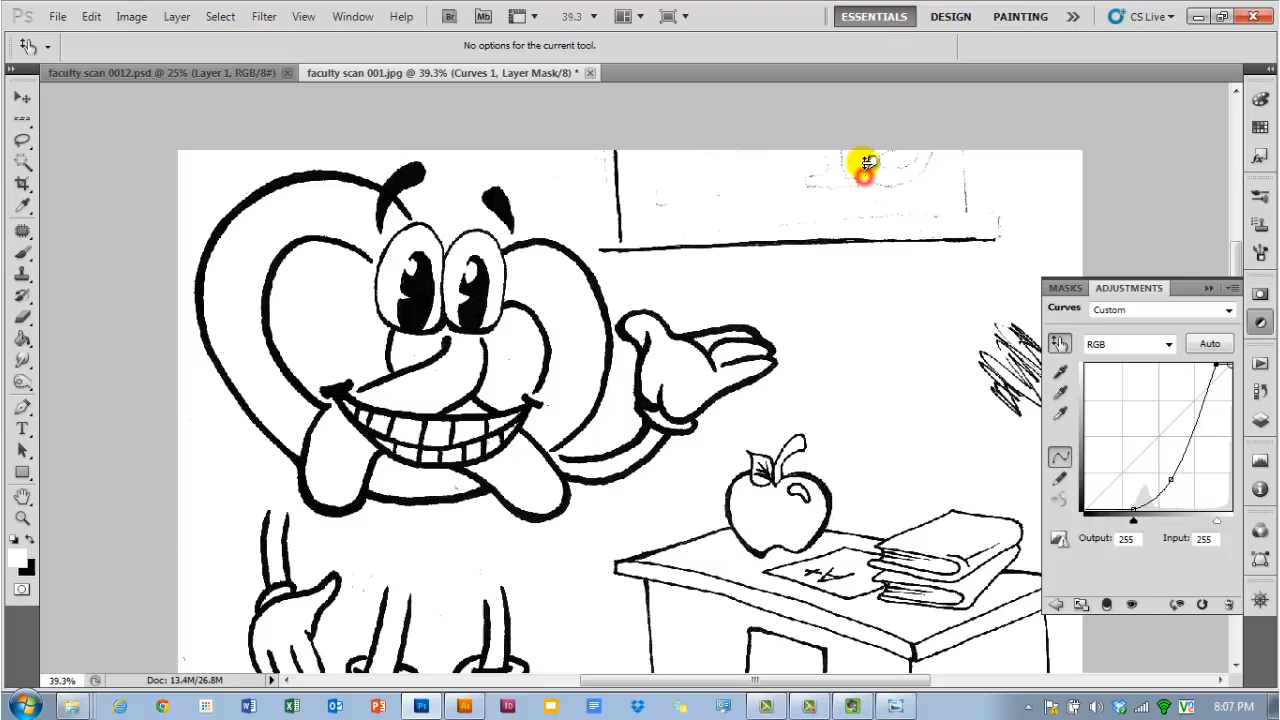 Ps File Edit Image Layer Select Filter View Window Help Br Mb 39.3 ESSENTIALS DESIGN PAINTING CS Live
No options for the current tool.
faculty scan 0012.psd @ 25% (Layer 1, RGB/8#) faculty scan 001.jpg @ 39.3% (Curves 1, Layer Mask/8) *
MASKS ADJUSTMENTS
Curves Custom
RGB Auto
Output: 255 Input: 255
A+
39.3% Doc: 13.4M/26.8M
8:07 PM